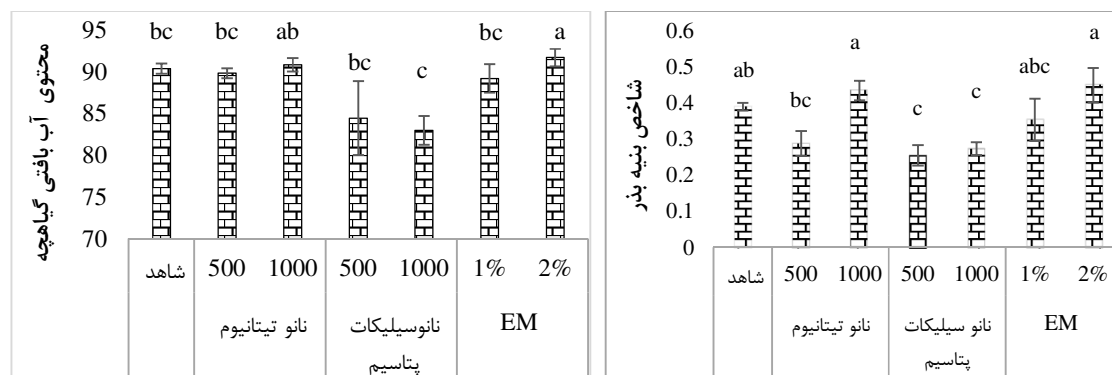 محتوی آب بافتی گیاهچه
95
90
85
80
75
70
bc
bc
ab
bc
c
bc
a
شاهد
500
1000
500
1000
1%
2%
نانو تیتانیوم
نانوسیلیکات
پتاسیم
EM
شاخص بنیه بذر
0.6
0.5
0.4
0.3
0.2
0.1
0
ab
bc
a
c
c
abc
a
شاهد
500
1000
500
1000
1%
2%
نانو تیتانیوم
نانو سیلیکات
پتاسیم
EM